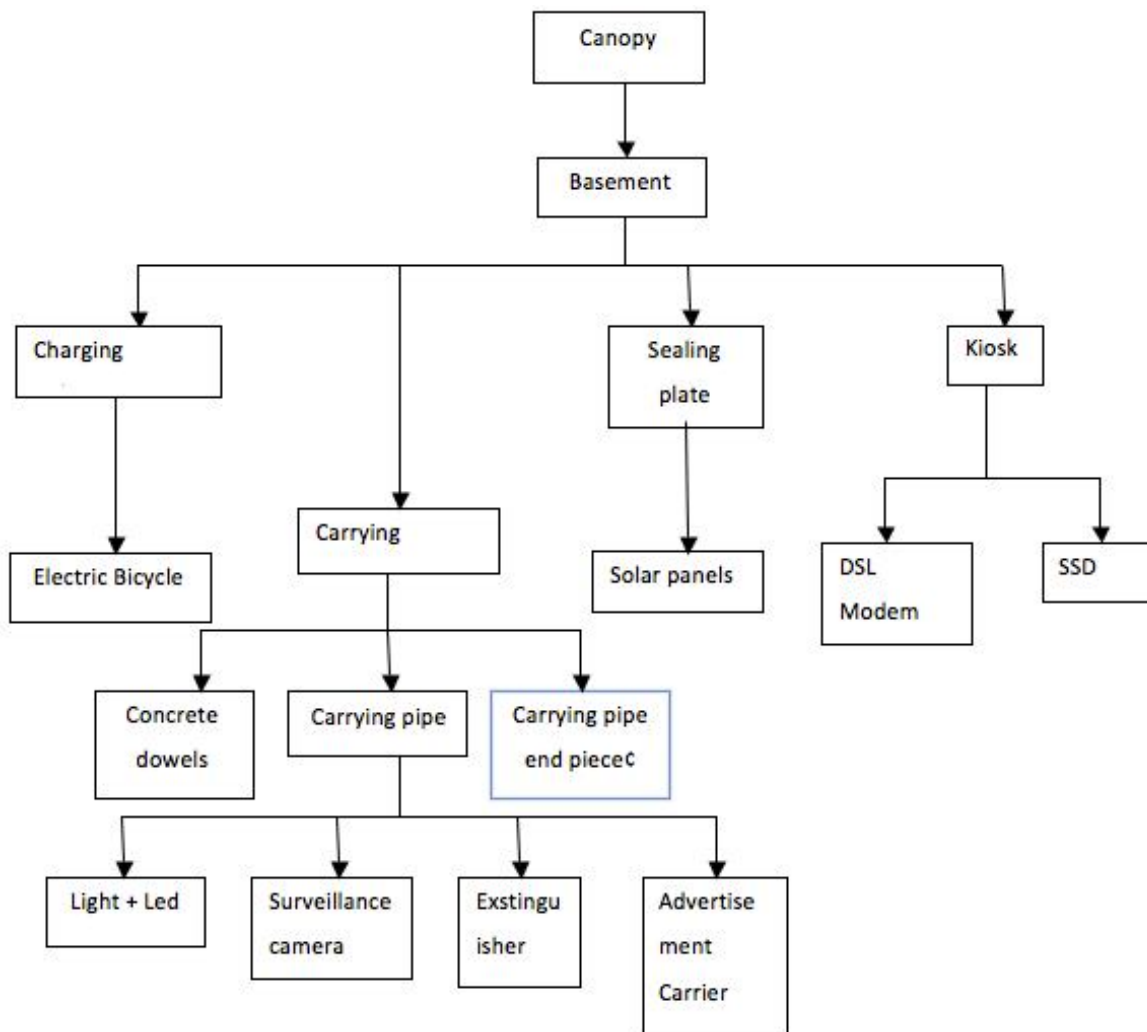 Canopy
Basement
Charging
Sealing
plate
Kiosk
Carrying
Electric Bicycle
Solar panels
DSL
Modem
SSD
Concrete
dowels
Carrying pipe
Carrying pipe
end piece¢
Light + Led
Surveillance
camera
Exstingu
isher
Advertise
ment
Carrier